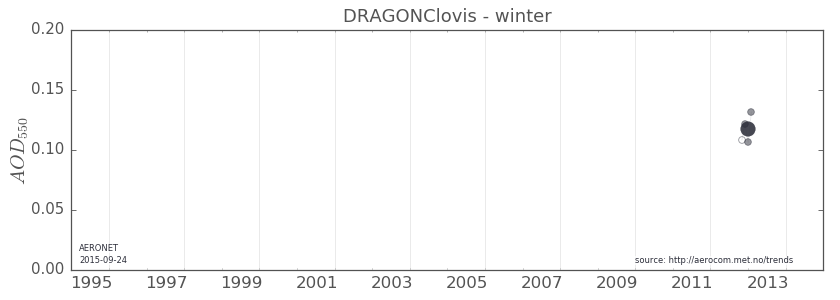 DRAGONClovis - winter
0.20
0.15
0.10
0.05
0.00
AOD550
AERONET
2015-09-24
source: http://aerocom.met.no/trends
1995 1997 1999 2001 2003 2005 2007 2009 2011 2013